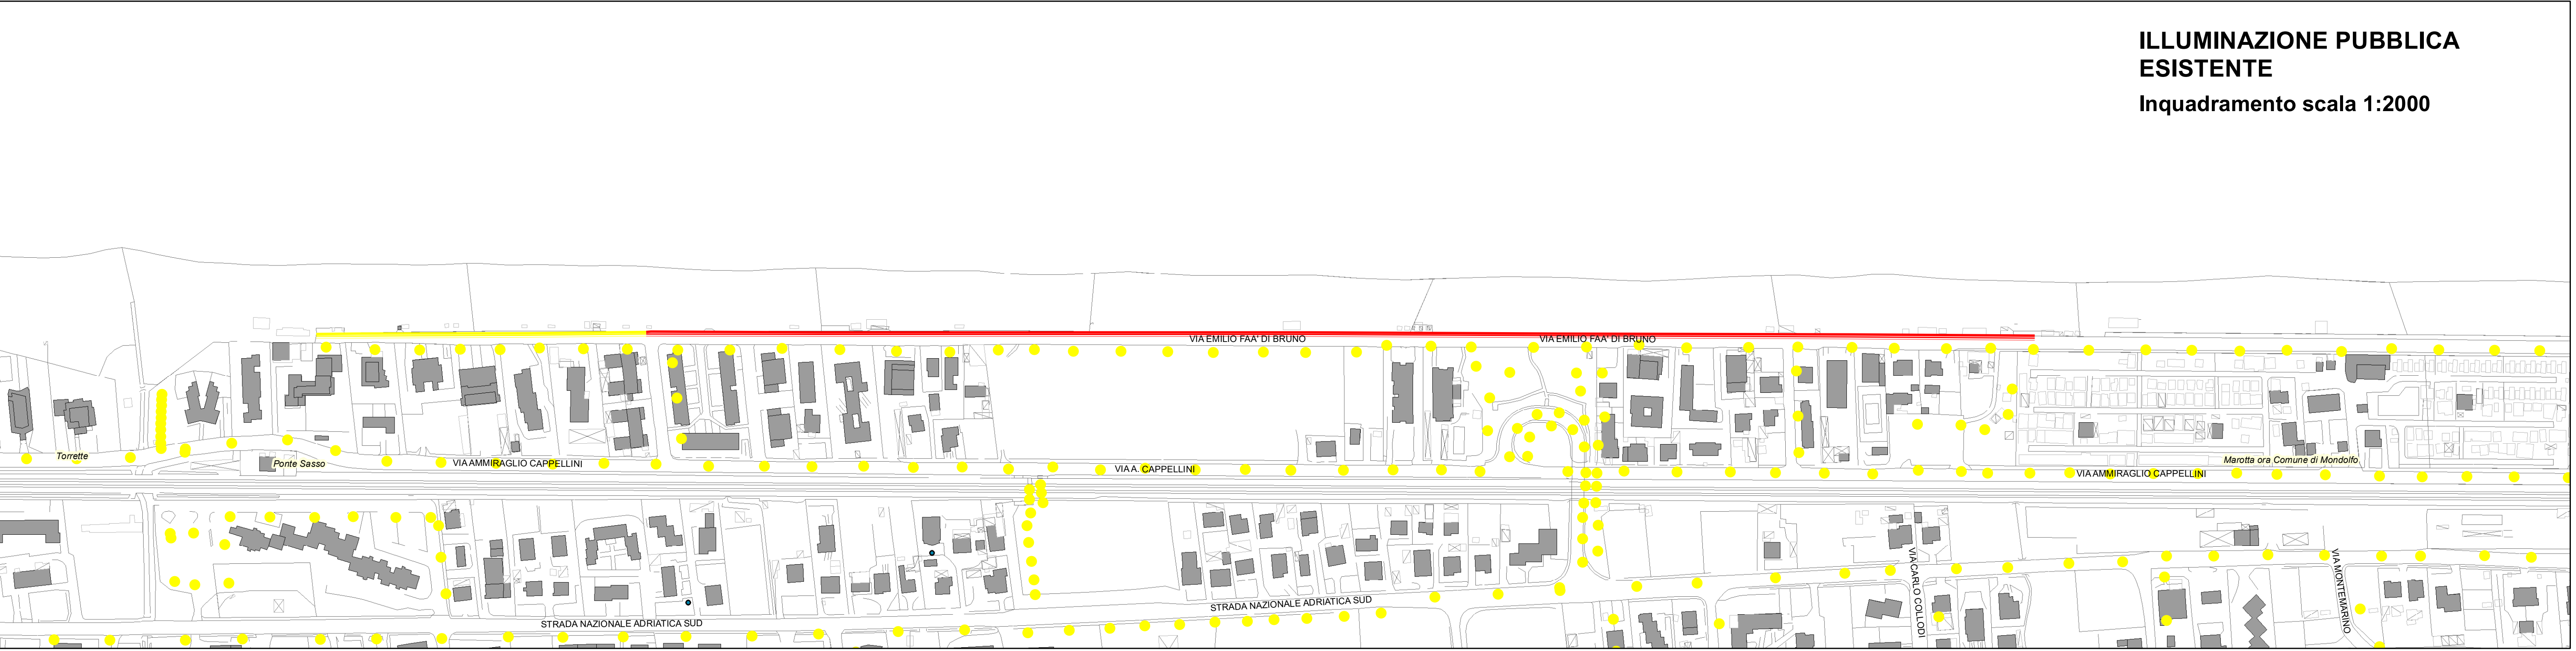 ILLUMINAZIONE PUBBLICA
ESISTENTE
Inquadramento scala 1:2000
VIA EMILIO FAA' DI BRUNO
VIA EMILIO FAA' DI BRUNO
Torrette
Ponte Sasso
VIA AMMIRAGLIO CAPPELLINI
VIA A. CAPPELLINI
Marotta ora Comune di Mondolfo
VIA AMMIRAGLIO CAPPELLINI
VIA CARLO COLLODI
VIA MONTEMARINO
STRADA NAZIONALE ADRIATICA SUD
STRADA NAZIONALE ADRIATICA SUD